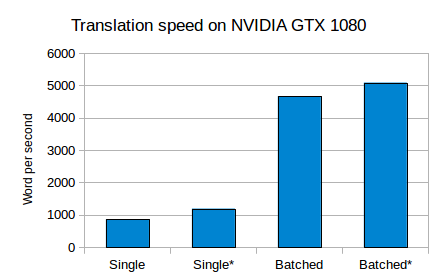 Translation speed on NVIDIA GTX 1080
Word per second
6000
5000
4000
3000
2000
1000
0
Single
Single*
Batched
Batched*